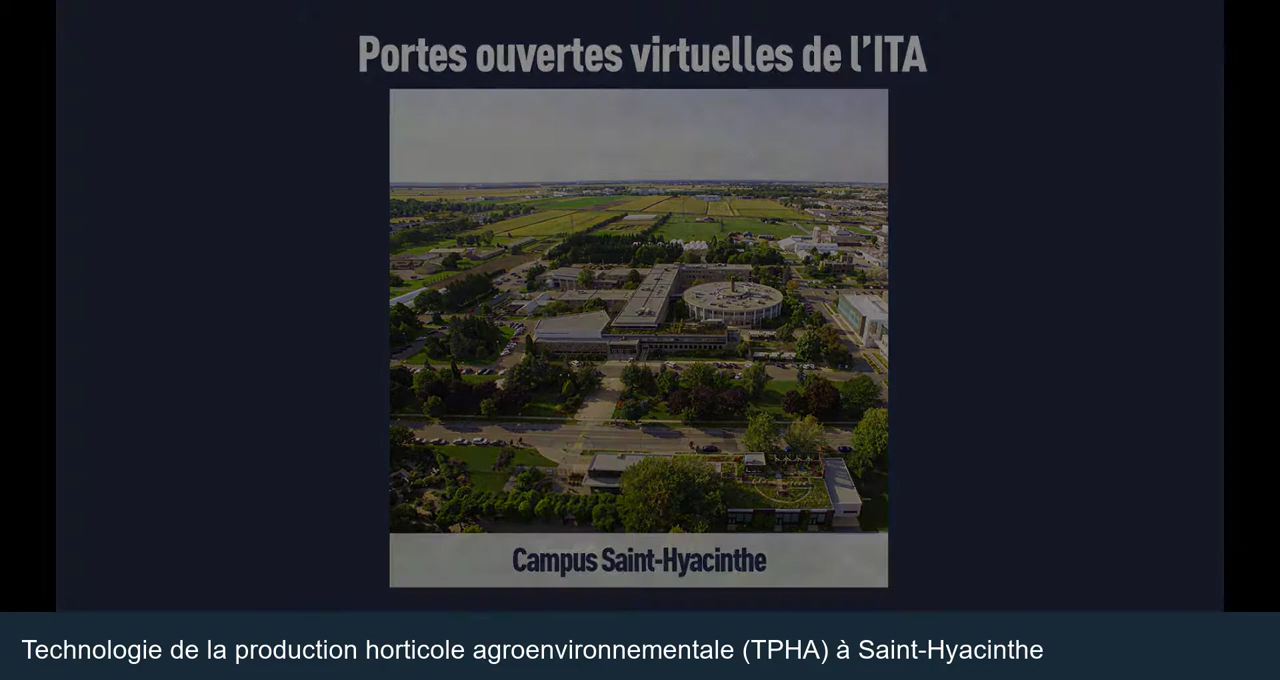 Portes ouvertes virtuelles de l’ITA
Campus Saint-Hyacinthe
Technologie de la production horticole agroenvironnementale (TPHA) à Saint-Hyacinthe